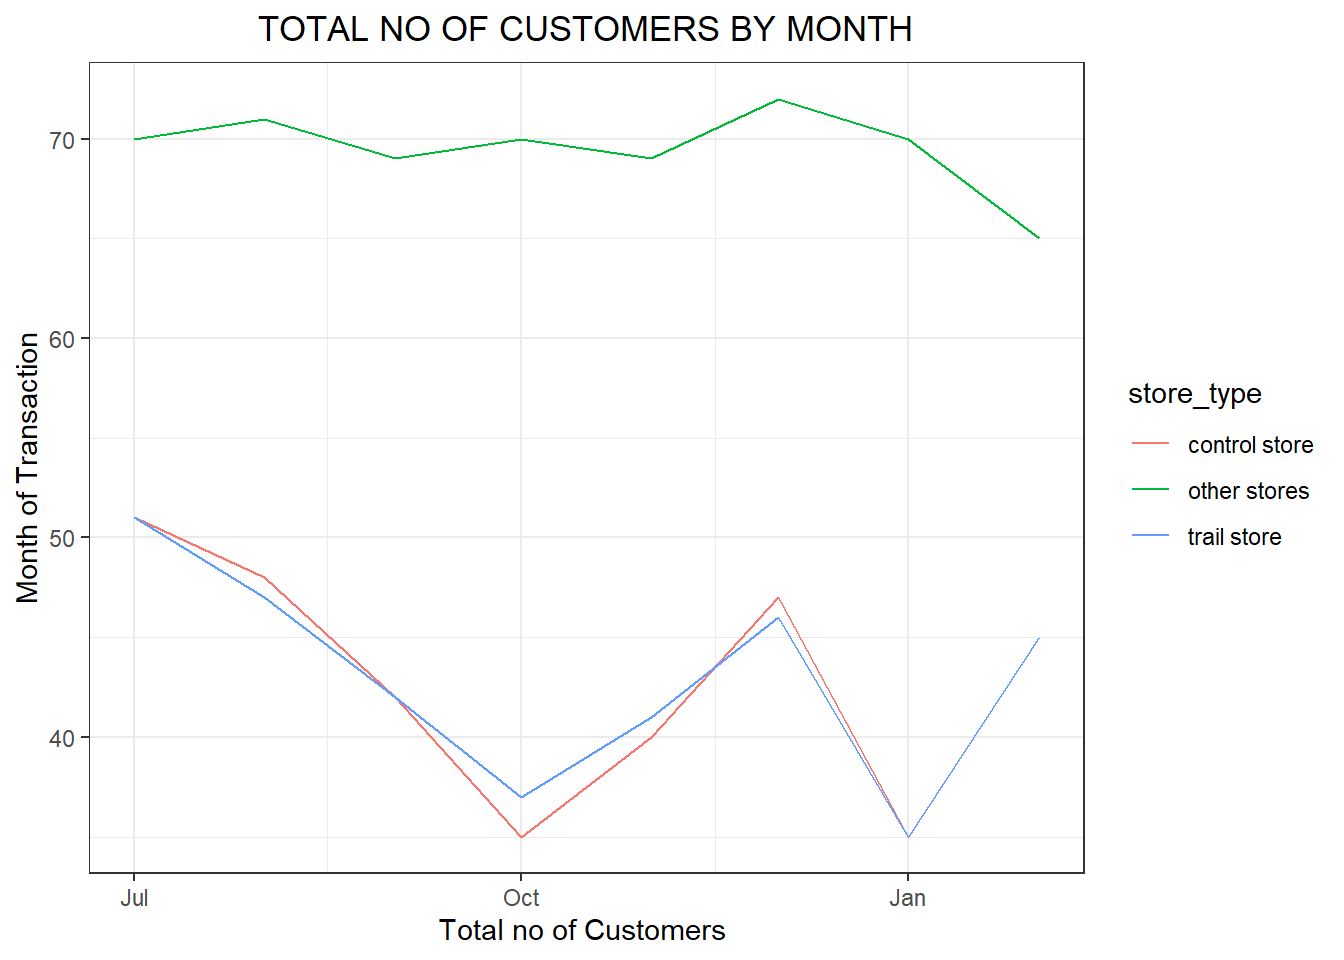 TOTAL NO OF CUSTOMERS BY MONTH
Month of Transaction
70
60
50
40
Jul
Oct
Jan
Total no of Customers
store_type
control store
other stores
trail store